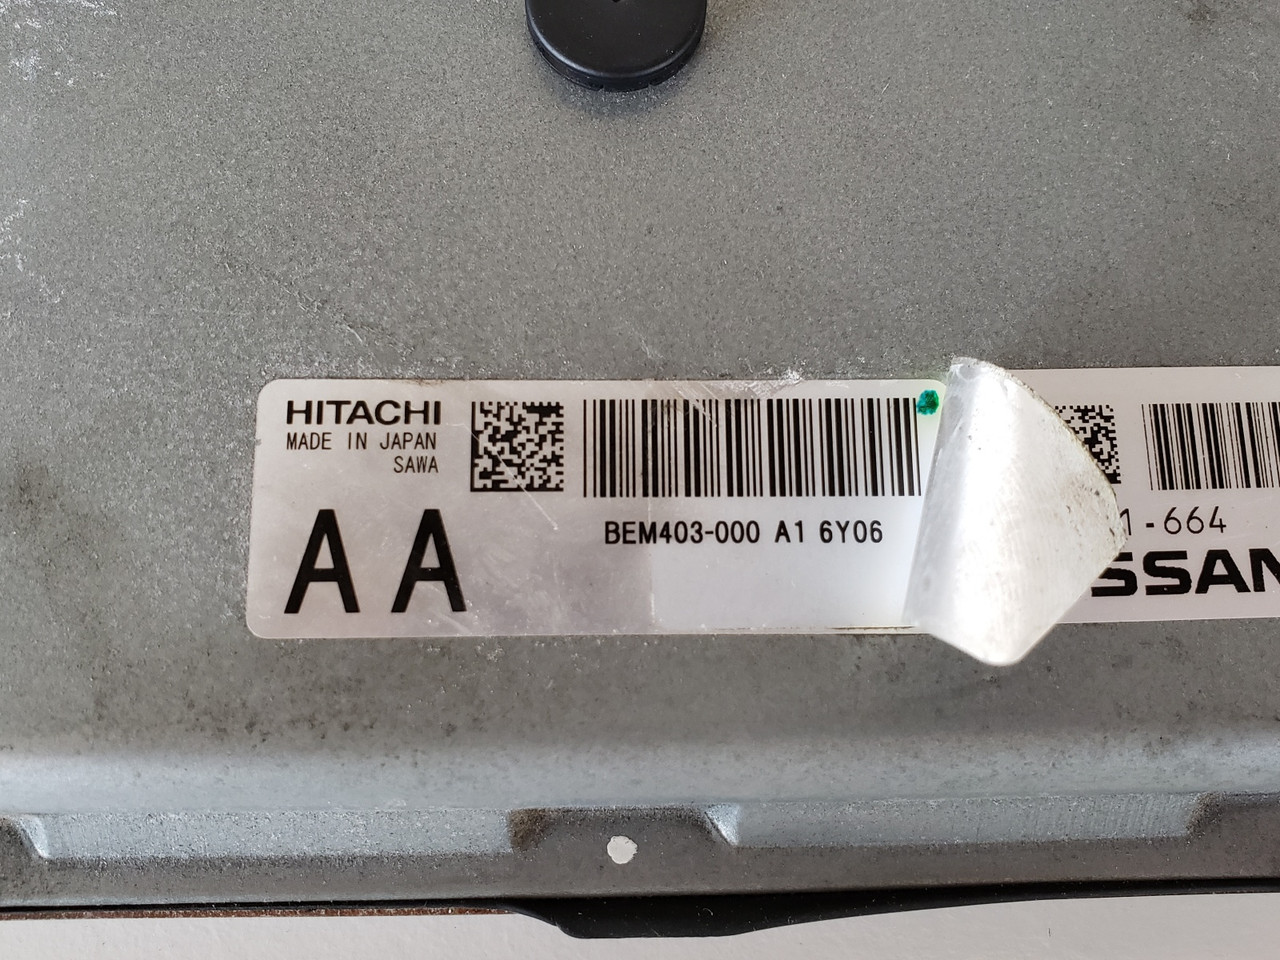 HITACHI
MADE IN JAPAN
SAWA
AA
BEM403-000 A1 6Y06
1-664
SSAN